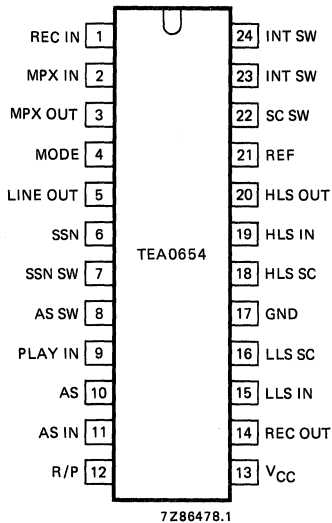 REC IN 1 24 INT SW
MPX IN 2 23 INT SW
MPX OUT 3 22 SC SW
MODE 4 21 REF
LINE OUT 5 20 HLS OUT
SSN 6 19 HLS IN
TEA0654
SSN SW 7 18 HLS SC
AS SW 8 17 GND
PLAY IN 9 16 LLS SC
AS 10 15 LLS IN
AS IN 11 14 REC OUT
R/P 12 13 VCC
7Z86478.1